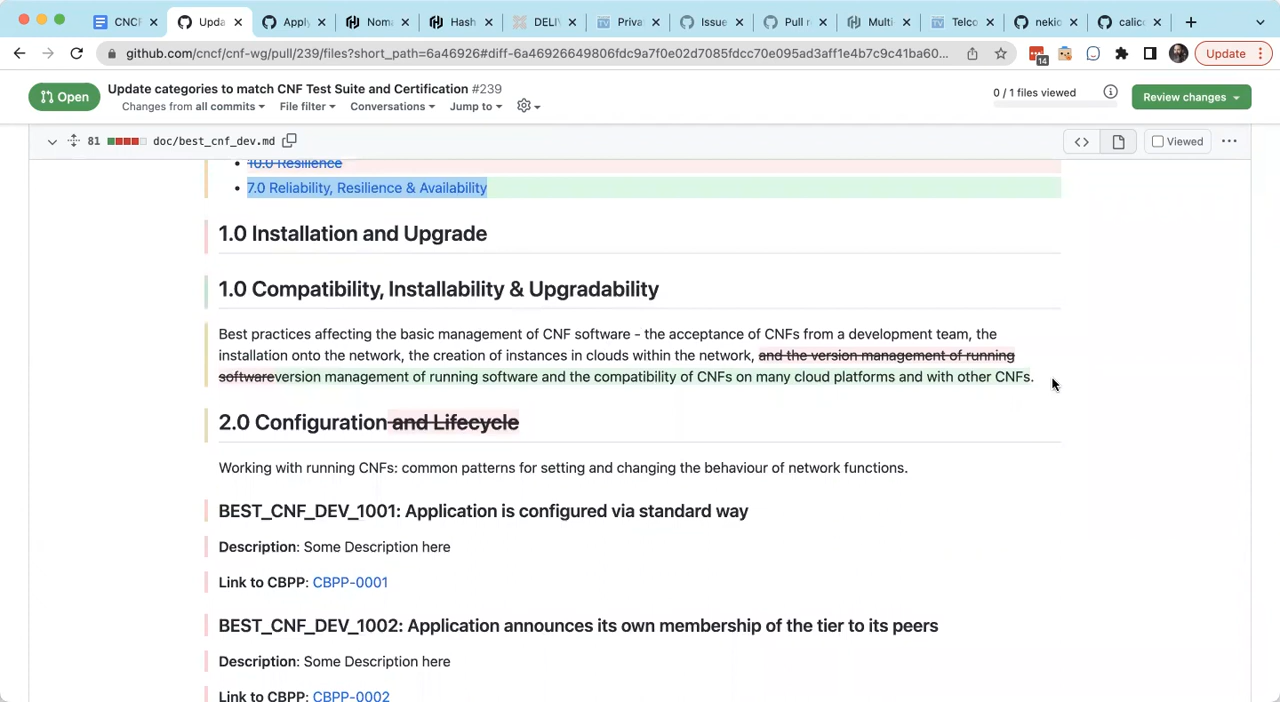 CNCF
Upda
Apply
Noma
Hash
DELIV
Priva
Issue
Pull r
Multi
Telco
nekio
calico
github.com/cncf/cnf-wg/pull/239/files?short_path=6a46926#diff-6a46926649806fdc9a7f0e02d7085fdcc70e095ad3aff1e4b7c9c41ba60...
14
Update
Open
Update categories to match CNF Test Suite and Certification #239
Changes from all commits
File filter
Conversations
Jump to
0 / 1 files viewed
Review changes
81
doc/best_cnf_dev.md
Viewed
10.0 Resilience
7.0 Reliability, Resilience & Availability
1.0 Installation and Upgrade
1.0 Compatibility, Installability & Upgradability
Best practices affecting the basic management of CNF software - the acceptance of CNFs from a development team, the
installation onto the network, the creation of instances in clouds within the network, and the version management of running
softwareversion management of running software and the compatibility of CNFs on many cloud platforms and with other CNFs.
2.0 Configuration and Lifecycle
Working with running CNFs: common patterns for setting and changing the behaviour of network functions.
BEST_CNF_DEV_1001: Application is configured via standard way
Description: Some Description here
Link to CBPP: CBPP-0001
BEST_CNF_DEV_1002: Application announces its own membership of the tier to its peers
Description: Some Description here
Link to CBPP: CBPP-0002